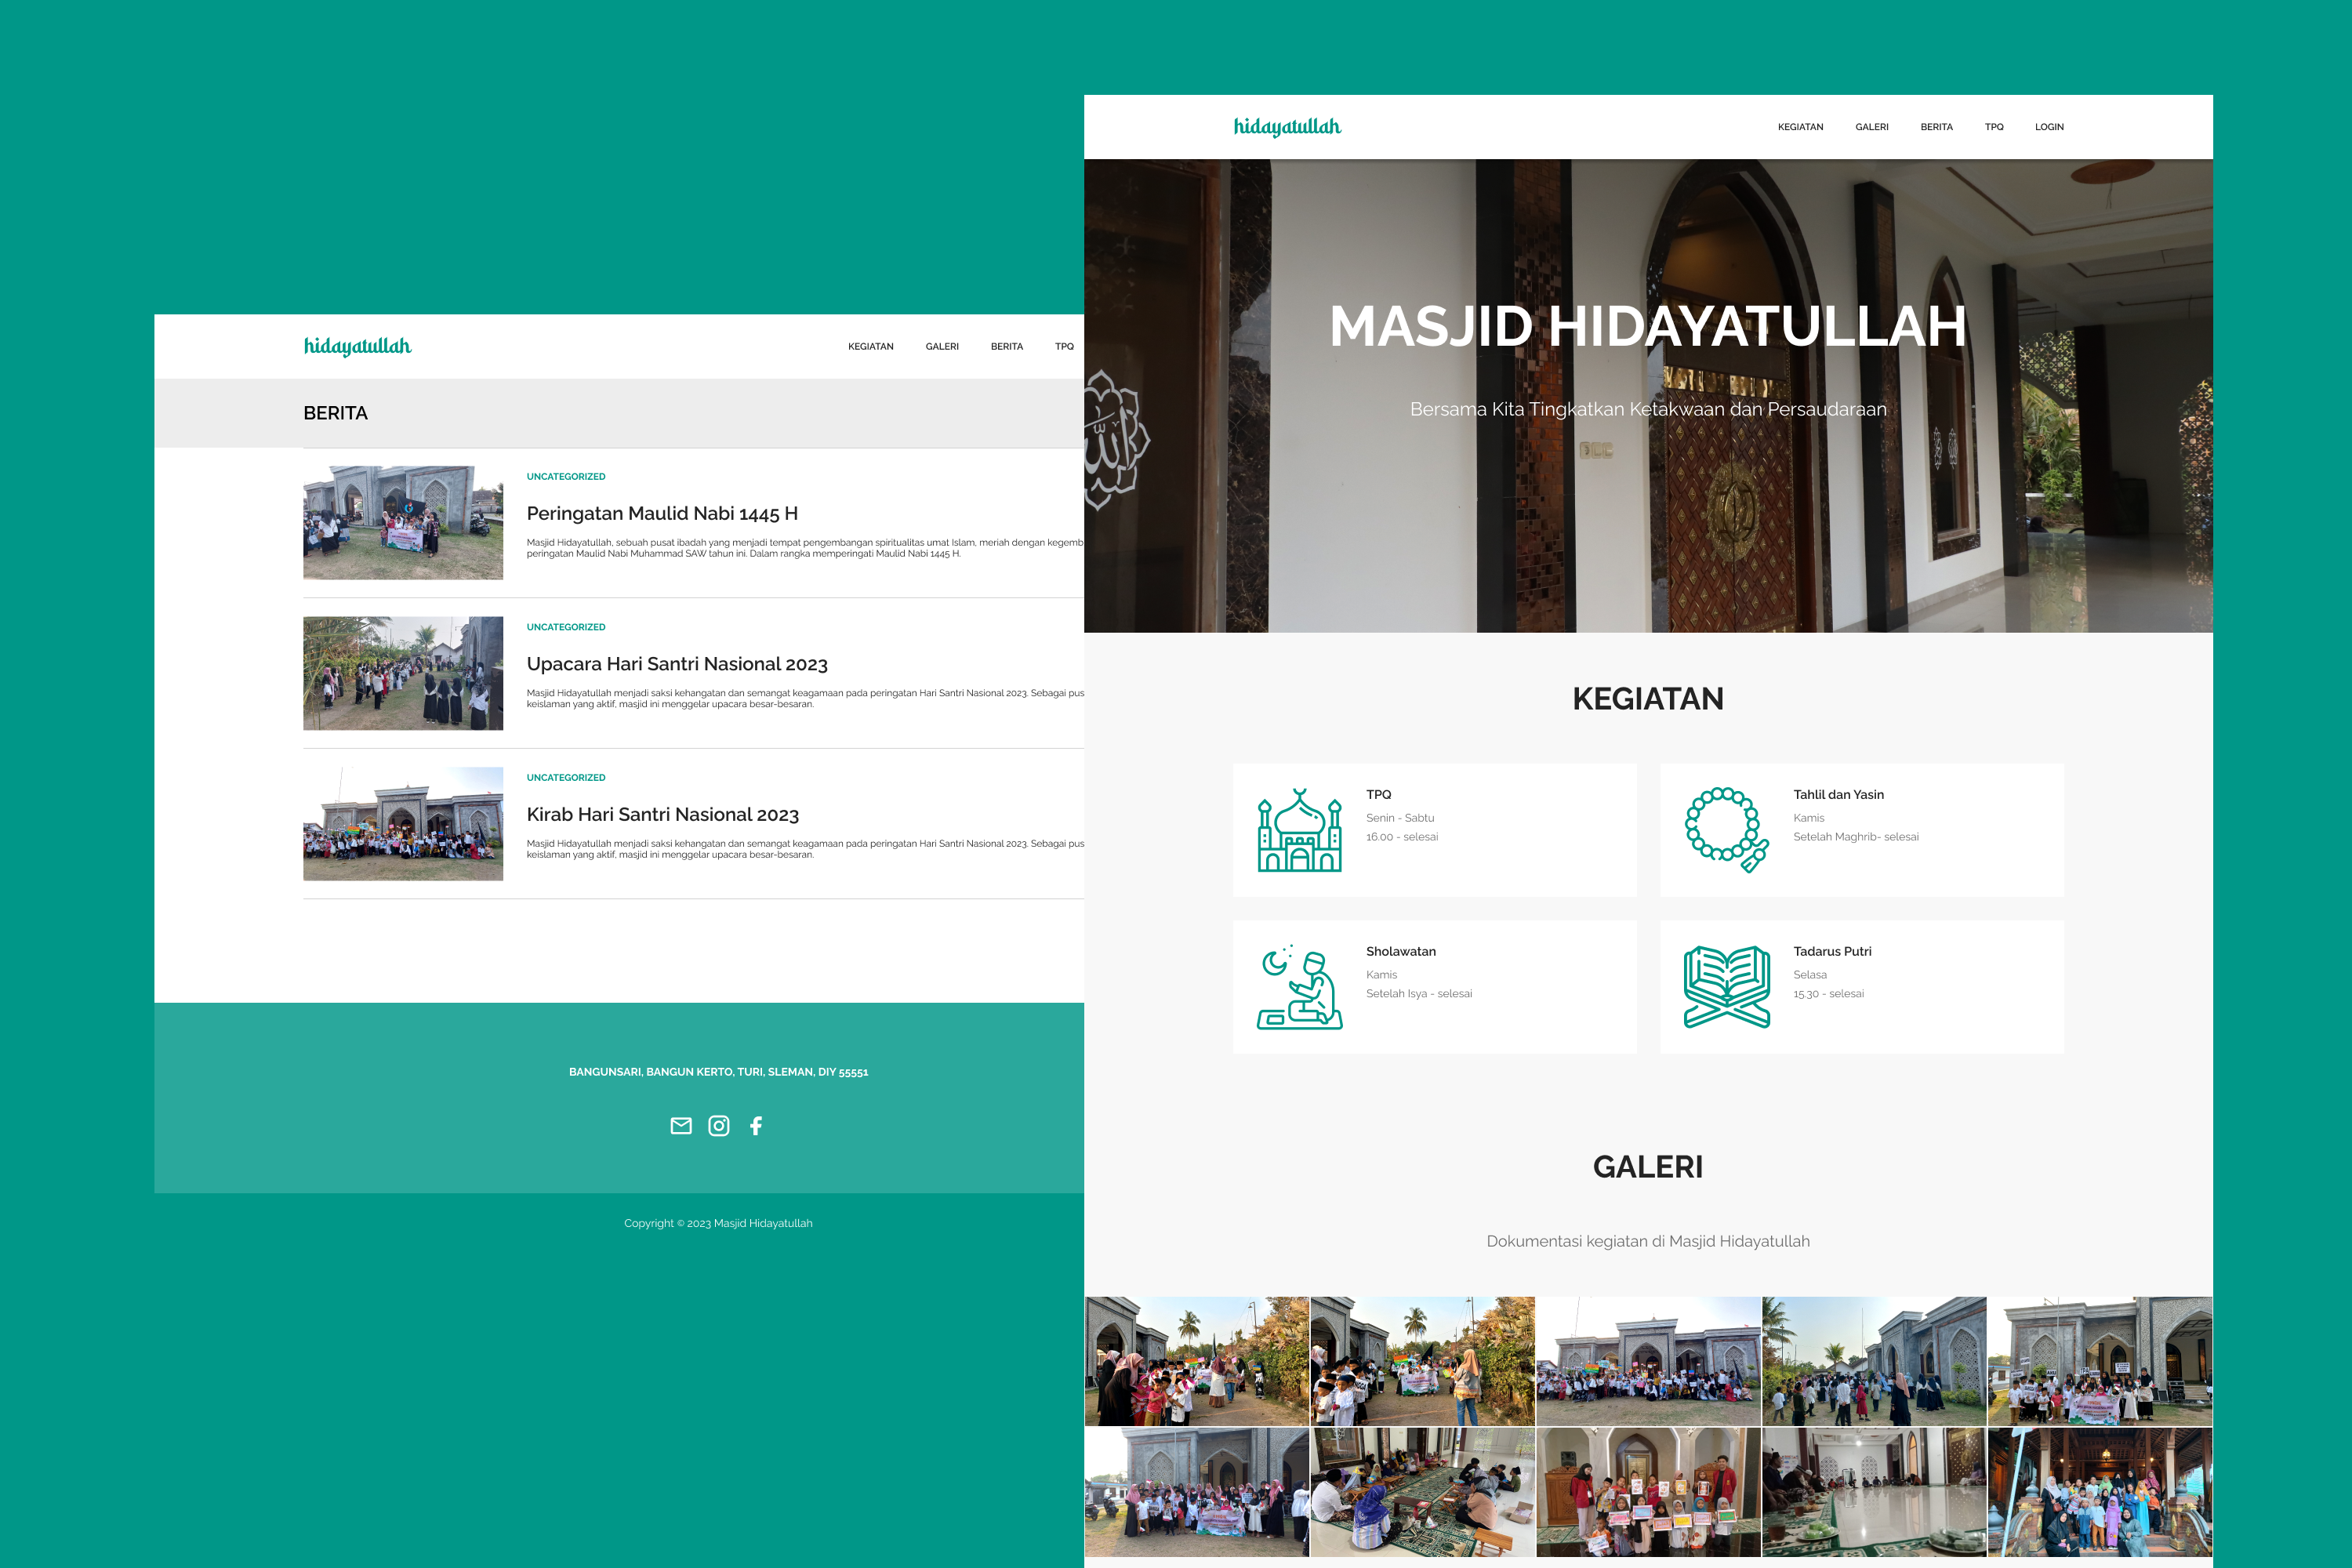 hidayatullah
KEGIATAN GALERI BERITA TPQ
BERITA
UNCATEGORIZED
Peringatan Maulid Nabi 1445 H
Masjid Hidayatullah, sebuah pusat ibadah yang menjadi tempat pengembangan spiritualitas umat Islam, meriah dengan kegemb
peringatan Maulid Nabi Muhammad SAW tahun ini. Dalam rangka memperingati Maulid Nabi 1445 H.
UNCATEGORIZED
Upacara Hari Santri Nasional 2023
Masjid Hidayatullah menjadi saksi kehangatan dan semangat keagamaan pada peringatan Hari Santri Nasional 2023. Sebagai pus
keislaman yang aktif, masjid ini menggelar upacara besar-besaran.
UNCATEGORIZED
Kirab Hari Santri Nasional 2023
Masjid Hidayatullah menjadi saksi kehangatan dan semangat keagamaan pada peringatan Hari Santri Nasional 2023. Sebagai pus
keislaman yang aktif, masjid ini menggelar upacara besar-besaran.
BANGUNSARI, BANGUN KERTO, TURI, SLEMAN, DIY 55551
Copyright © 2023 Masjid Hidayatullah
hidayatullah
KEGIATAN GALERI BERITA TPQ LOGIN
MASJID HIDAYATULLAH
Bersama Kita Tingkatkan Ketakwaan dan Persaudaraan
الله
KEGIATAN
TPQ
Senin - Sabtu
16.00 - selesai
Tahlil dan Yasin
Kamis
Setelah Maghrib- selesai
Sholawatan
Kamis
Setelah Isya - selesai
Tadarus Putri
Selasa
15.30 - selesai
GALERI
Dokumentasi kegiatan di Masjid Hidayatullah